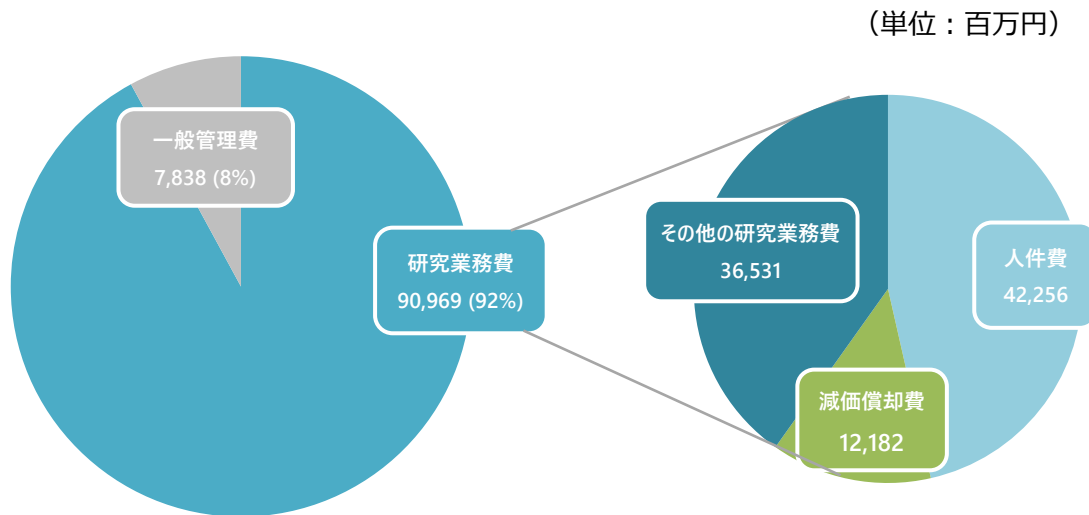 （単位：百万円）
一般管理費
7,838 (8%)
研究業務費
90,969 (92%)
その他の研究業務費
36,531
人件費
42,256
減価償却費
12,182